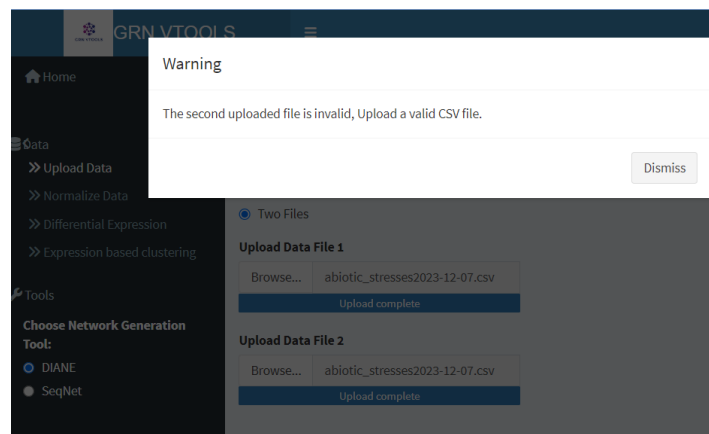 GRN VTOOLS
Warning
Home
The second uploaded file is invalid, Upload a valid CSV file.
Dismiss
Data
Upload Data
Normalize Data
Differential Expression
Expression based clustering
Two Files
Upload Data File 1
Browse... abiotic_stresses2023-12-07.csv
Upload complete
Tools
Choose Network Generation
Tool:
DIANE
SeqNet
Upload Data File 2
Browse... abiotic_stresses2023-12-07.csv
Upload complete